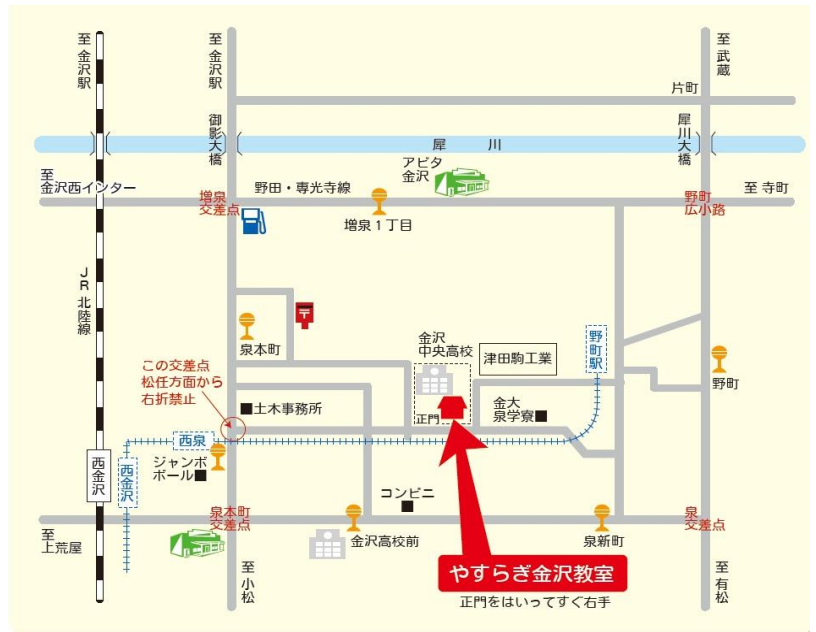 至金沢駅
至金沢駅
至武蔵
片町
御影大橋
犀川
犀川大橋
アピタ
金沢
至
金沢西インター
野田・専光寺線
至 寺町
増泉
交差点
野町
広小路
増泉1丁目
JR北陸線
泉本町
金沢
中央高校
津田駒工業
野町駅
野町
この交差点
松任方面から
右折禁止
■土木事務所
正門
金大
泉学寮■
西泉
西金沢
西金沢
ジャンボ
ボール■
コンビニ
■
泉本町
交差点
泉
交差点
至
上荒屋
金沢高校前
泉新町
至小松
やすらぎ金沢教室
至有松
正門をはいってすぐ右手